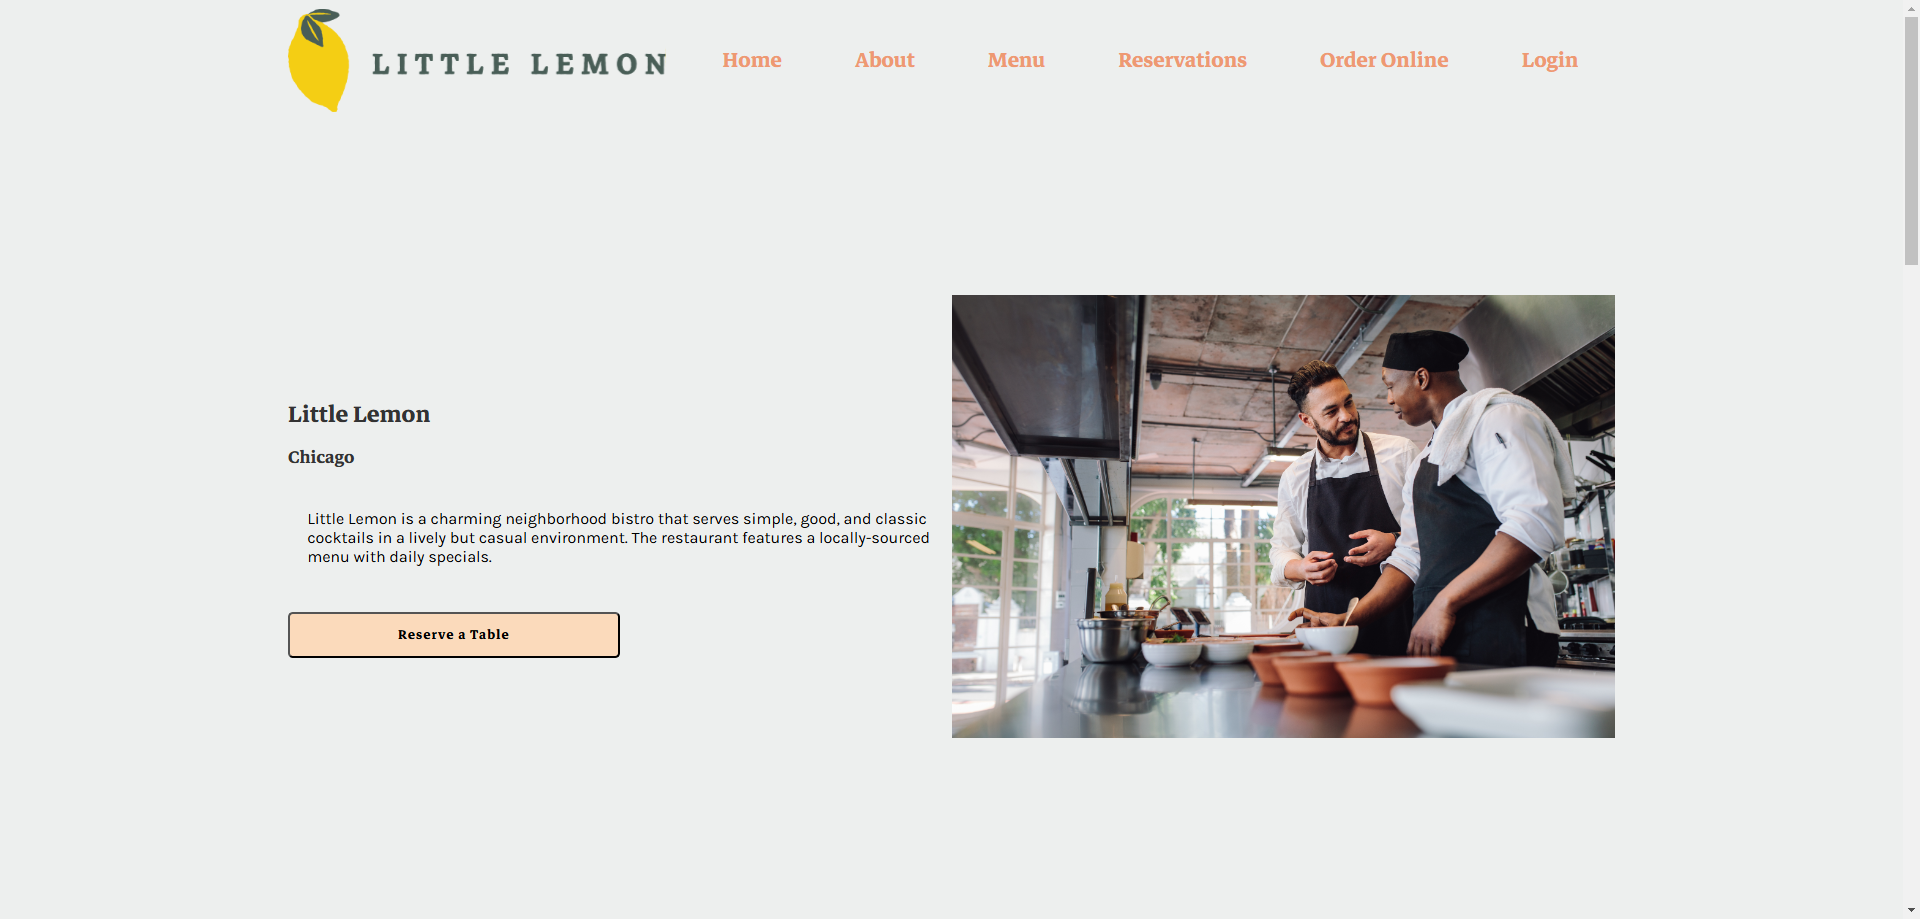 LITTLE LEMON
Home
About
Menu
Reservations
Order Online
Login
Little Lemon
Chicago
Little Lemon is a charming neighborhood bistro that serves simple, good, and classic
cocktails in a lively but casual environment. The restaurant features a locally-sourced
menu with daily specials.
Reserve a Table